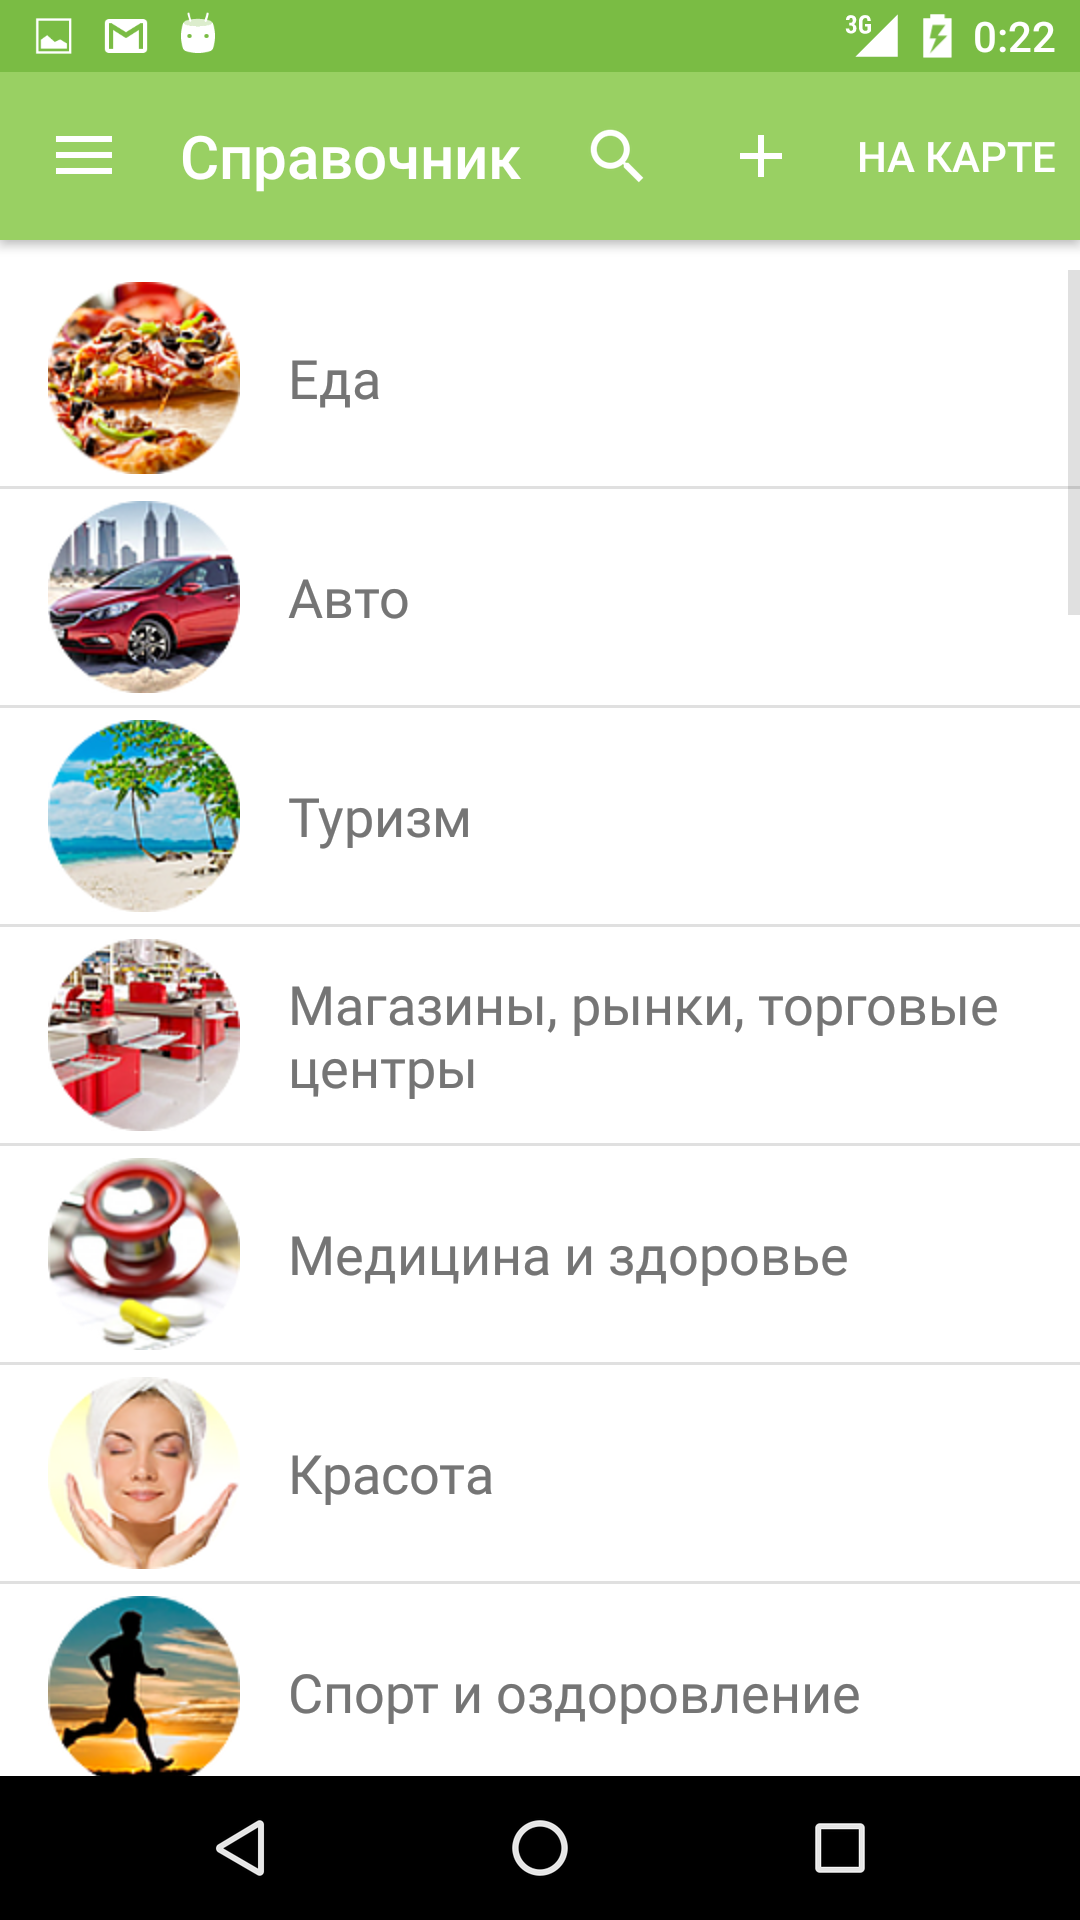 3G 0:22
Справочник НА КАРТЕ
Еда
Авто
Туризм
Магазины, рынки, торговые
центры
Медицина и здоровье
Красота
Спорт и оздоровление